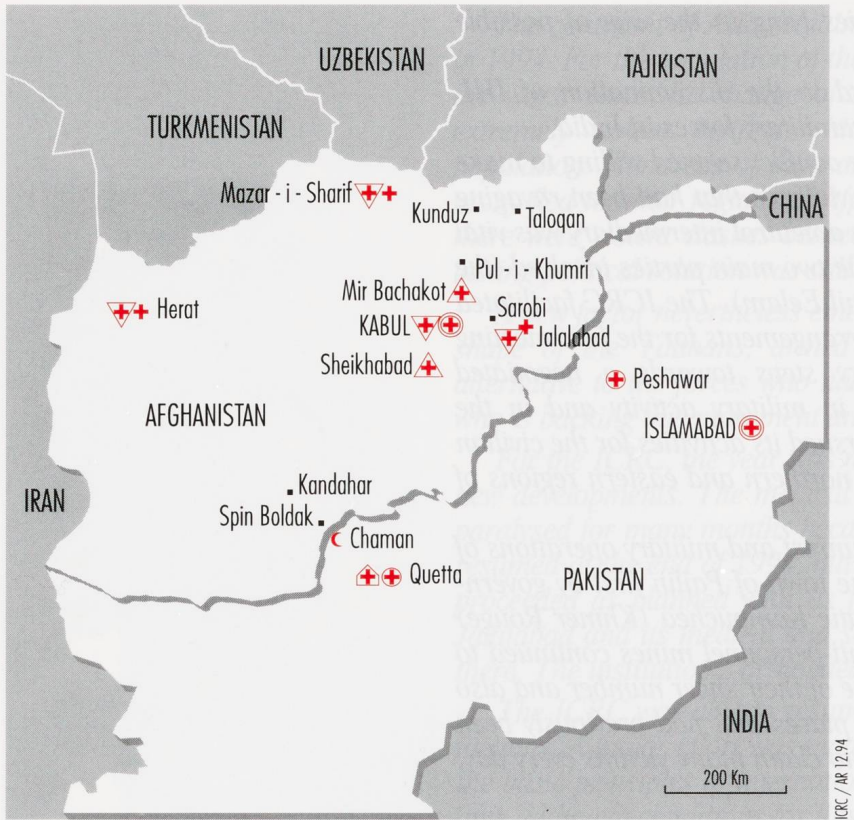 UZBEKISTAN
TAJIKISTAN
TURKMENISTAN
Mazar - i - Sharif
CHINA
Kunduz
Taloqan
Pul - i - Khumri
Mir Bachakot
Herat
Sarobi
KABUL
Jalalabad
Sheikhabad
Peshawar
AFGHANISTAN
ISLAMABAD
Kandahar
IRAN
Spin Boldak
Chaman
Quetta
PAKISTAN
INDIA
200 Km
ICRC / AR 12.94